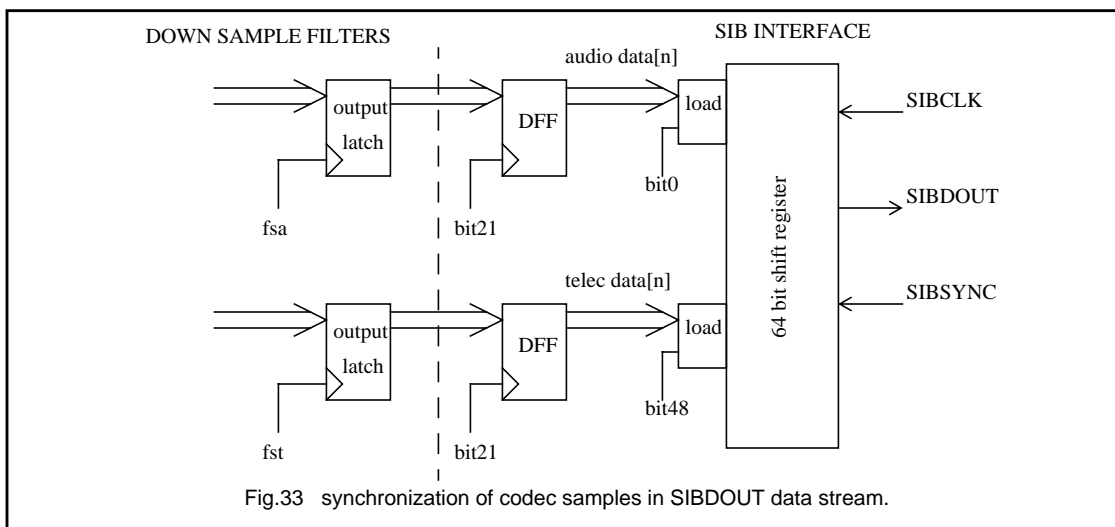 DOWN SAMPLE FILTERS
SIB INTERFACE
audio data[n]
output
latch
DFF
load
SIBCLK
fsa
bit21
bit0
64 bit shift register
SIBDOUT
telec data[n]
output
latch
DFF
load
SIBSYNC
fst
bit21
bit48
Fig.33 synchronization of codec samples in SIBDOUT data stream.